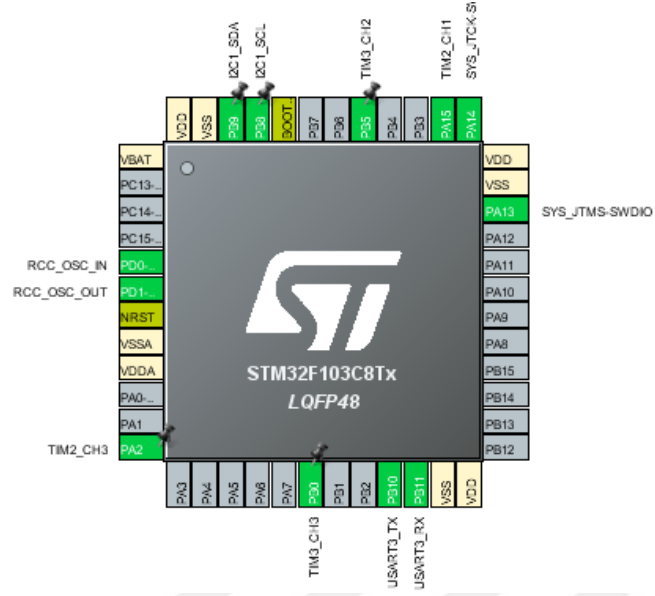 I2C1_SDA
I2C1_SCL
TIM3_CH2
TIM2_CH1
SYS_JTCK-S
VDD
VSS
PB9
PB8
BOOT...
PB7
PB6
PB5
PB4
PB3
PA15
PA14
VBAT
PC13-...
PC14-...
PC15-...
RCC_OSC_IN PD0-...
RCC_OSC_OUT PD1-...
NRST
VSSA
VDDA
PA0-...
PA1
TIM2_CH3 PA2
STM32F103C8Tx
LQFP48
VDD
VSS
PA13 SYS_JTMS-SWDIO
PA12
PA11
PA10
PA9
PA8
PB15
PB14
PB13
PB12
PA3
PA4
PA5
PA6
PA7
PB0
PB1
PB2
PB10
PB11
VSS
VDD
TIM3_CH3
USART3_TX
USART3_RX